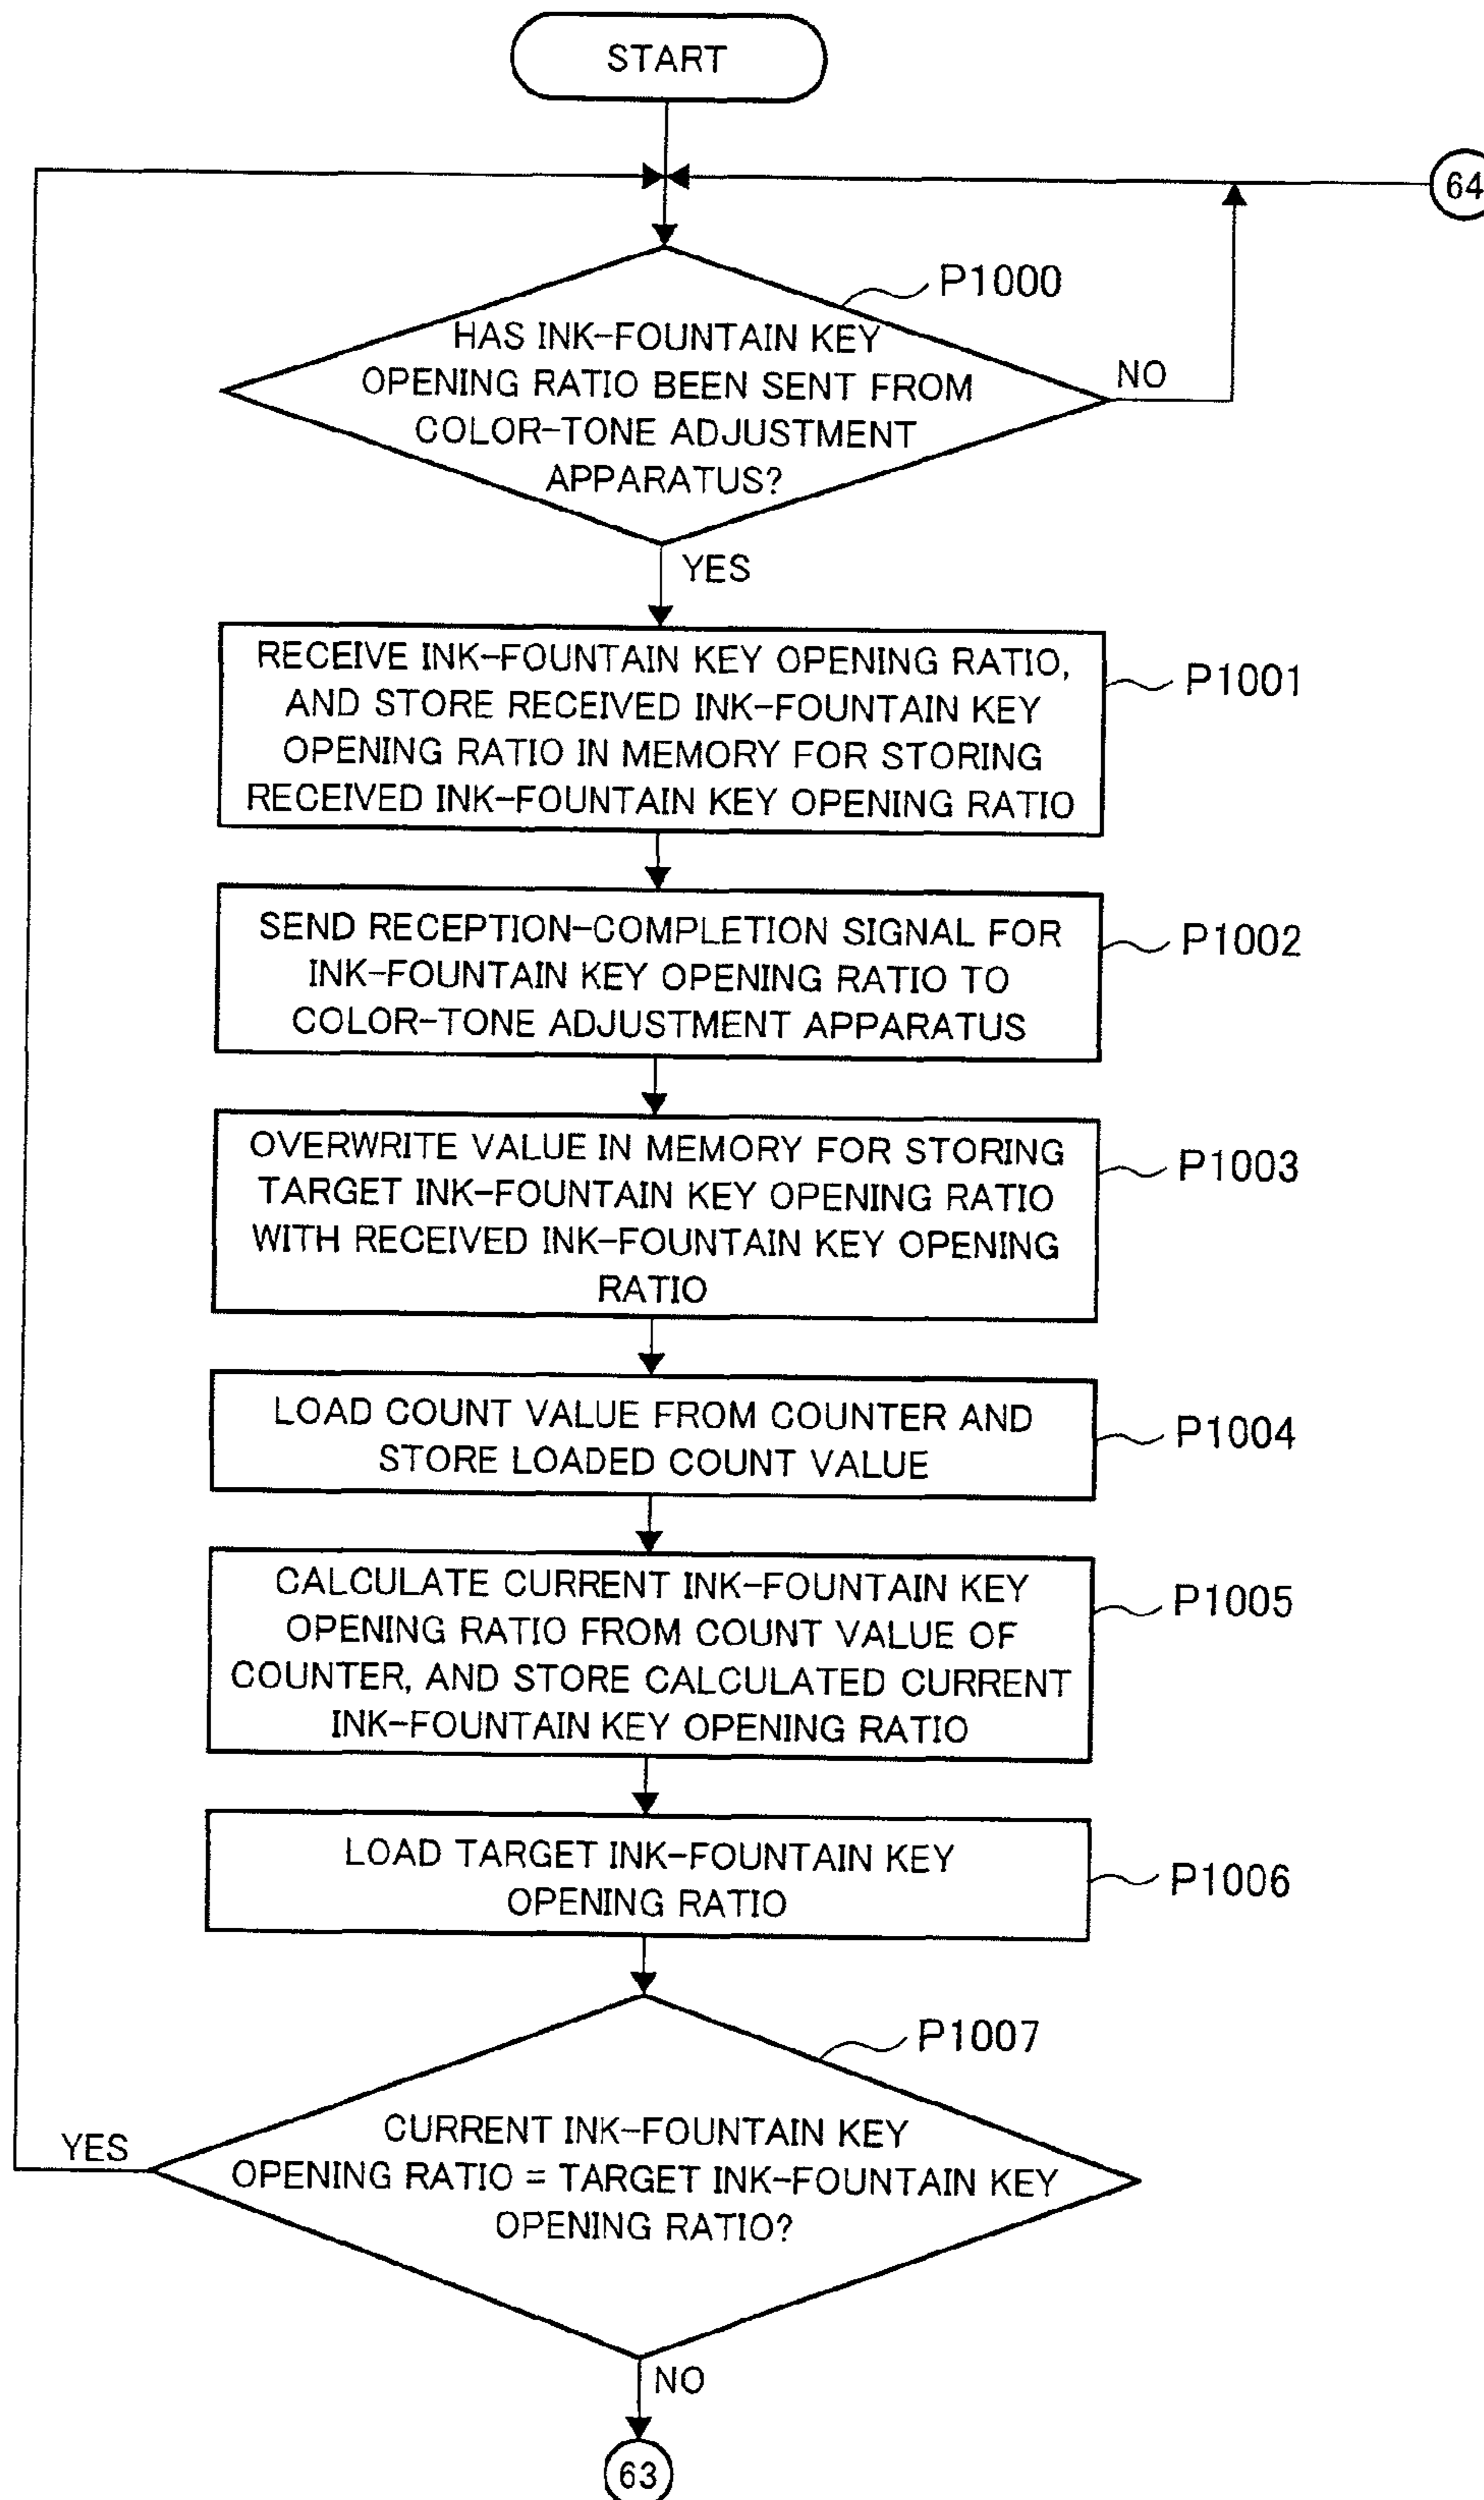 START
64
P1000
HAS INK-FOUNTAIN KEY
OPENING RATIO BEEN SENT FROM
COLOR-TONE ADJUSTMENT
APPARATUS?
NO
YES
RECEIVE INK-FOUNTAIN KEY OPENING RATIO,
AND STORE RECEIVED INK-FOUNTAIN KEY
OPENING RATIO IN MEMORY FOR STORING
RECEIVED INK-FOUNTAIN KEY OPENING RATIO
P1001
SEND RECEPTION-COMPLETION SIGNAL FOR
INK-FOUNTAIN KEY OPENING RATIO TO
COLOR-TONE ADJUSTMENT APPARATUS
P1002
OVERWRITE VALUE IN MEMORY FOR STORING
TARGET INK-FOUNTAIN KEY OPENING RATIO
WITH RECEIVED INK-FOUNTAIN KEY OPENING
RATIO
P1003
LOAD COUNT VALUE FROM COUNTER AND
STORE LOADED COUNT VALUE
P1004
CALCULATE CURRENT INK-FOUNTAIN KEY
OPENING RATIO FROM COUNT VALUE OF
COUNTER, AND STORE CALCULATED CURRENT
INK-FOUNTAIN KEY OPENING RATIO
P1005
LOAD TARGET INK-FOUNTAIN KEY
OPENING RATIO
P1006
P1007
CURRENT INK-FOUNTAIN KEY
OPENING RATIO = TARGET INK-FOUNTAIN KEY
OPENING RATIO?
YES
NO
63